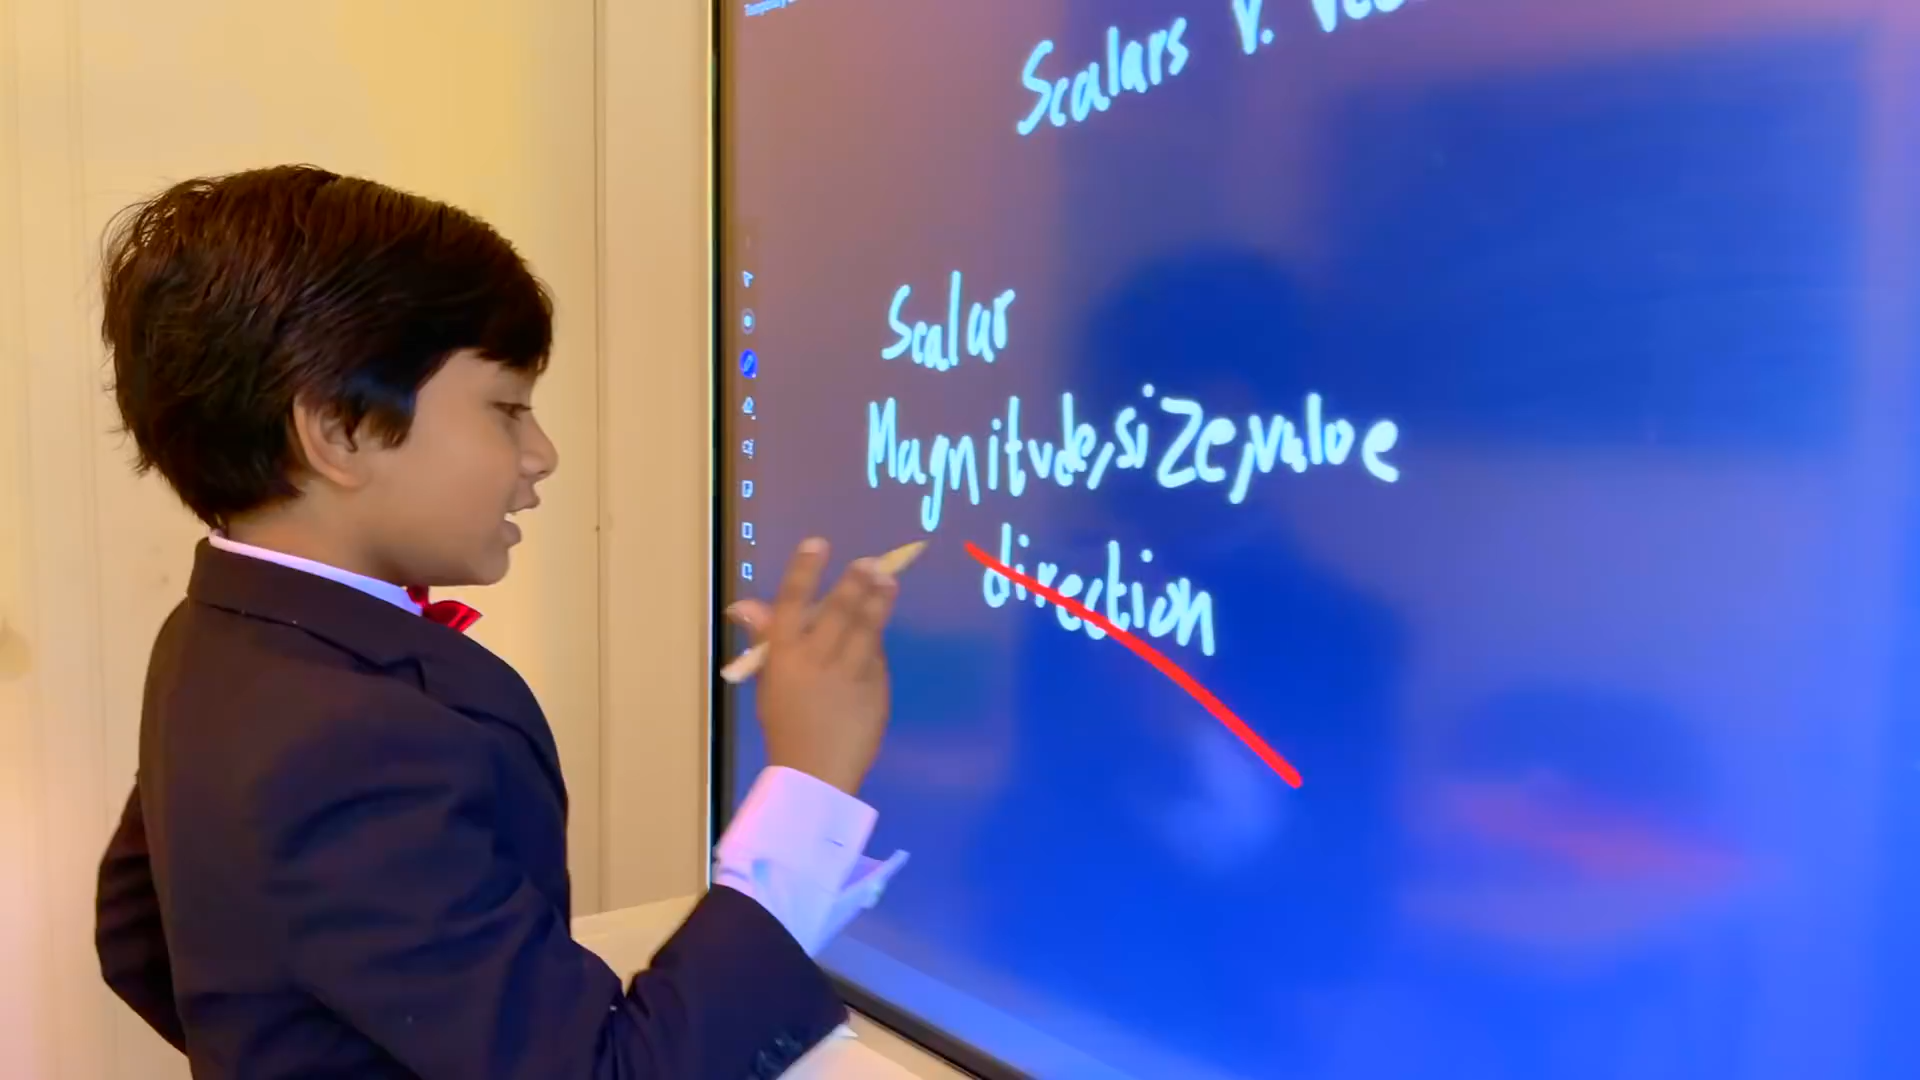 Scalars v.
Scalar
Magnitude, size, value
direction